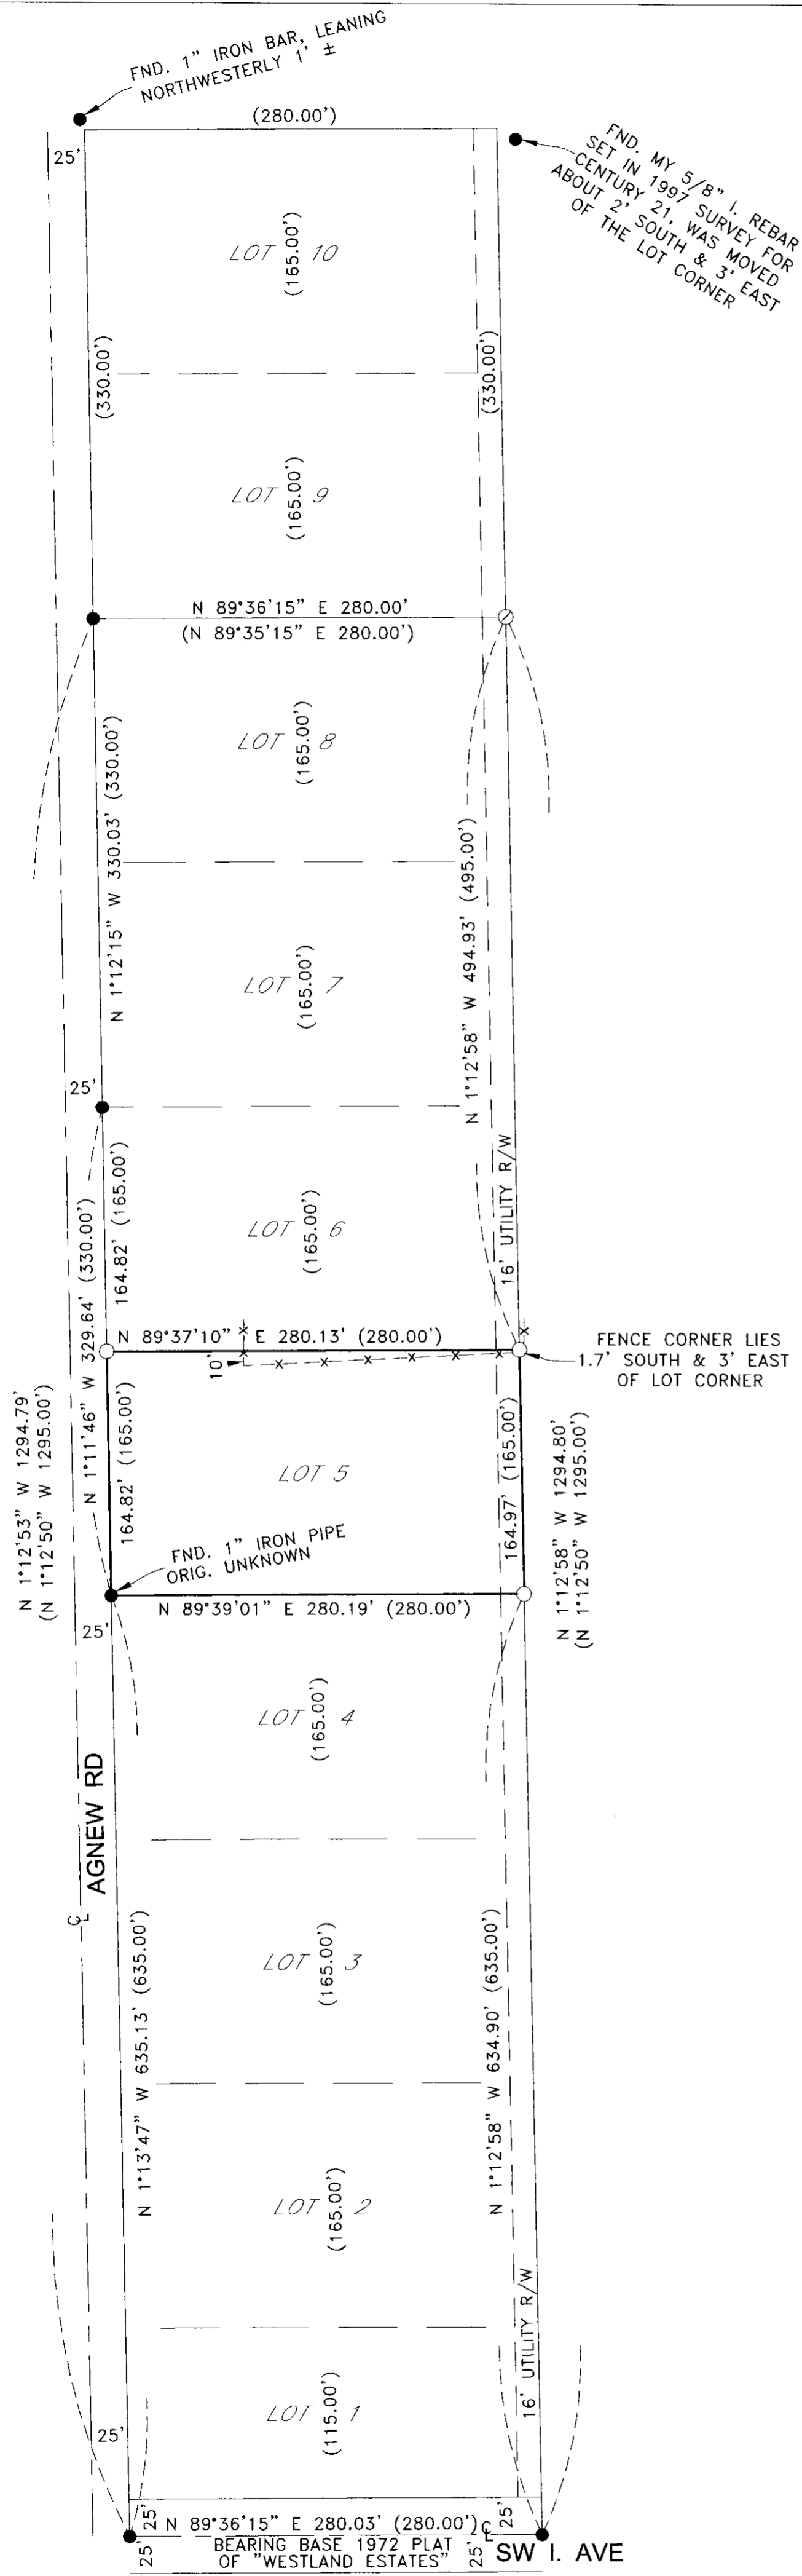 FND. 1" IRON BAR, LEANING
NORTHWESTERLY 1' ±
(280.00')
25'
FND. MY 5/8" I. REBAR
SET IN 1997 SURVEY FOR
CENTURY 21, WAS MOVED
ABOUT 2' SOUTH & 3' EAST
OF THE LOT CORNER
LOT 10
(165.00')
(330.00')
(330.00')
LOT 9
(165.00')
N 89°36'15" E 280.00'
(N 89°35'15" E 280.00')
LOT 8
(165.00')
N 1°12'15" W 330.03' (330.00')
N 1°12'58" W 494.93' (495.00')
LOT 7
(165.00')
25'
164.82' (165.00')
LOT 6
(165.00')
16' UTILITY R/W
N 1°11'46" W 329.64' (330.00')
N 89°37'10" E 280.13' (280.00')
10'
FENCE CORNER LIES
1.7' SOUTH & 3' EAST
OF LOT CORNER
N 1°12'53" W 1294.79'
(N 1°12'50" W 1295.00')
164.82' (165.00')
LOT 5
164.97' (165.00')
N 1°12'58" W 1294.80'
(N 1°12'50" W 1295.00')
FND. 1" IRON PIPE
ORIG. UNKNOWN
N 89°39'01" E 280.19' (280.00')
25'
LOT 4
(165.00')
AGNEW RD
CL
LOT 3
(165.00')
N 1°13'47" W 635.13' (635.00')
N 1°12'58" W 634.90' (635.00')
LOT 2
(165.00')
16' UTILITY R/W
LOT 1
(115.00')
25'
25'
N 89°36'15" E 280.03' (280.00')
CL
25'
25'
BEARING BASE 1972 PLAT
OF "WESTLAND ESTATES"
25'
SW I. AVE